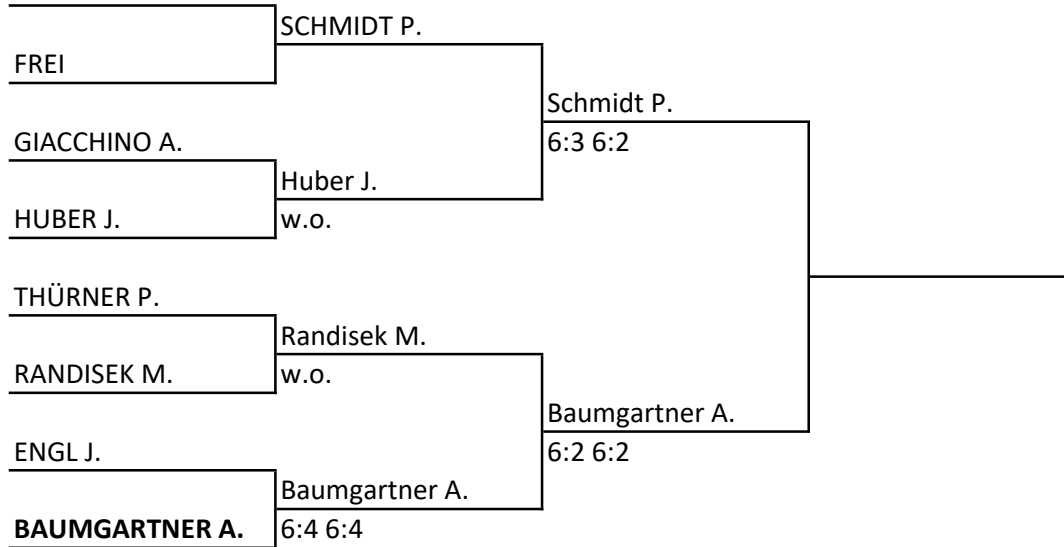 SCHMIDT P.
FREI
Schmidt P.
GIACCHINO A.
6:3 6:2
Huber J.
HUBER J.
w.o.
THÜRNER P.
Randisek M.
RANDISEK M.
w.o.
Baumgartner A.
ENGL J.
6:2 6:2
Baumgartner A.
BAUMGARTNER A.
6:4 6:4